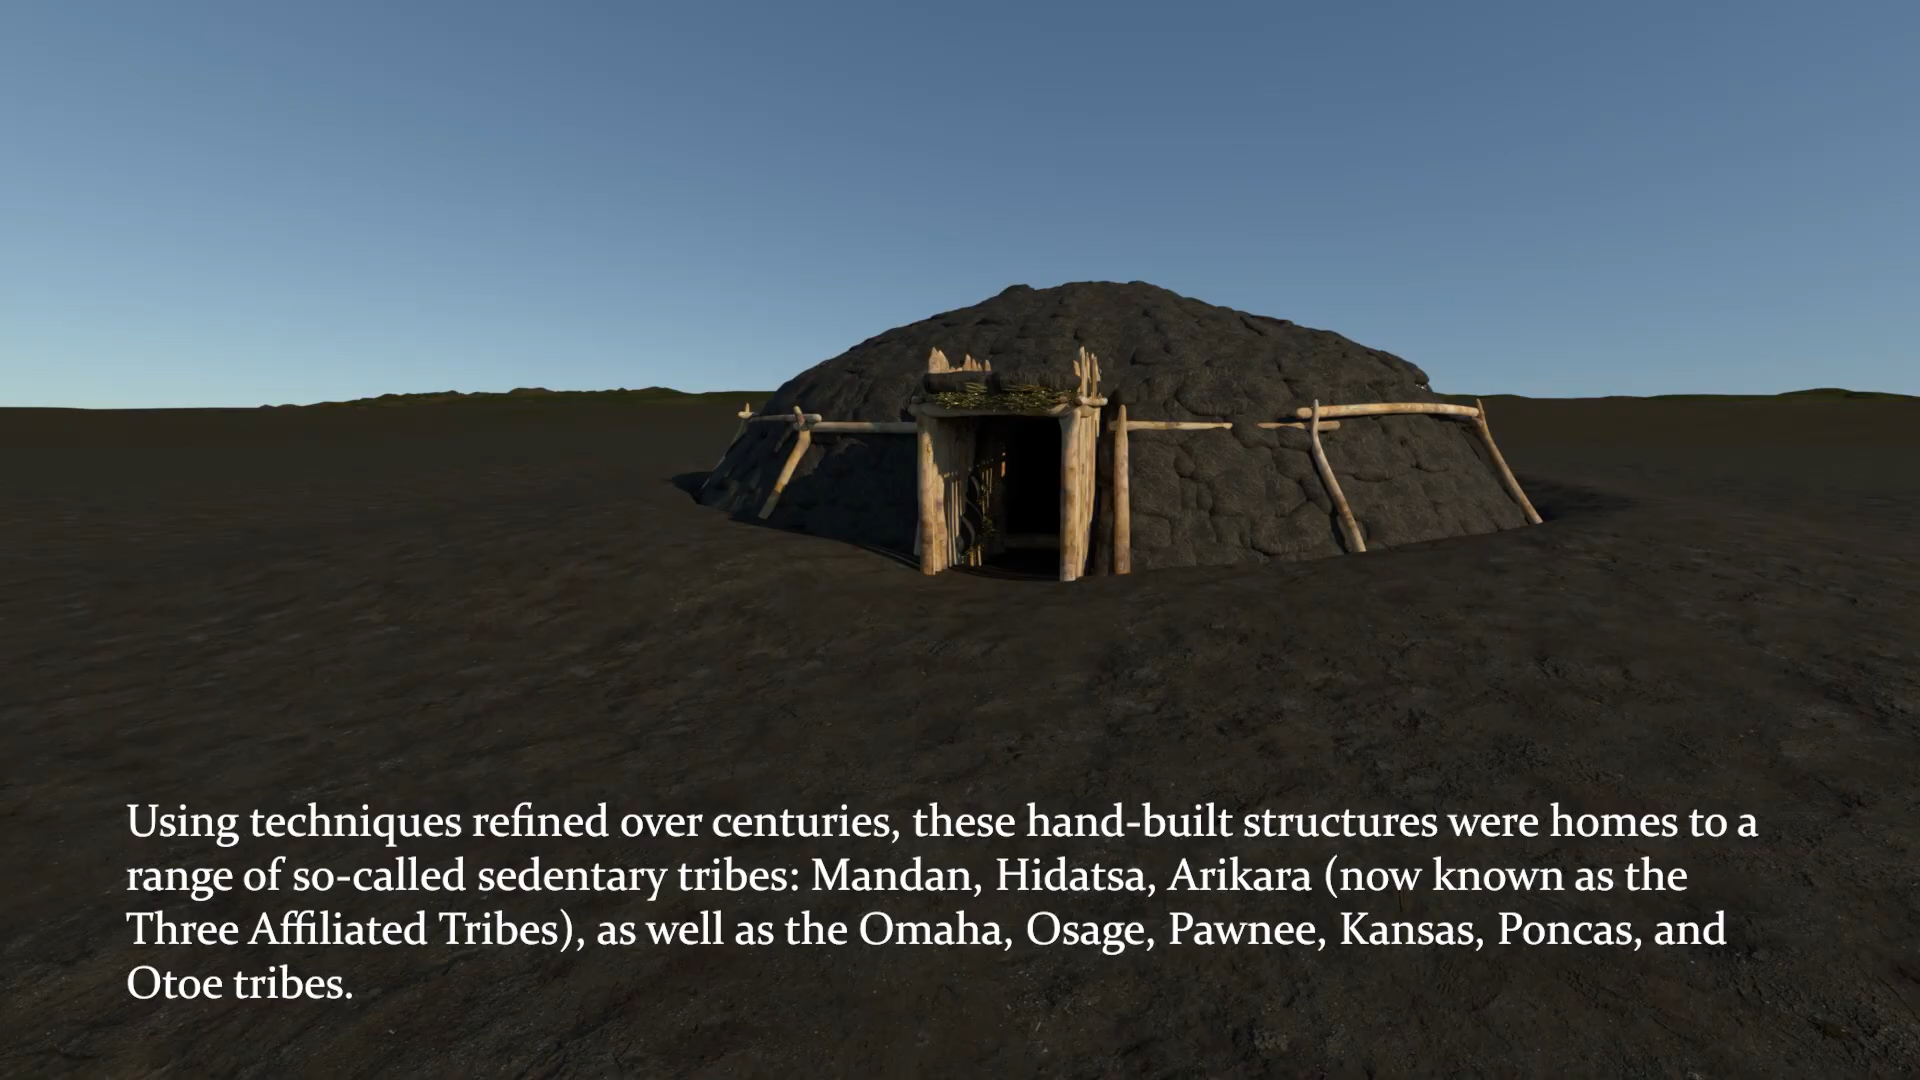 Using techniques refined over centuries, these hand-built structures were homes to a
range of so-called sedentary tribes: Mandan, Hidatsa, Arikara (now known as the
Three Affiliated Tribes), as well as the Omaha, Osage, Pawnee, Kansas, Poncas, and
Otoe tribes.